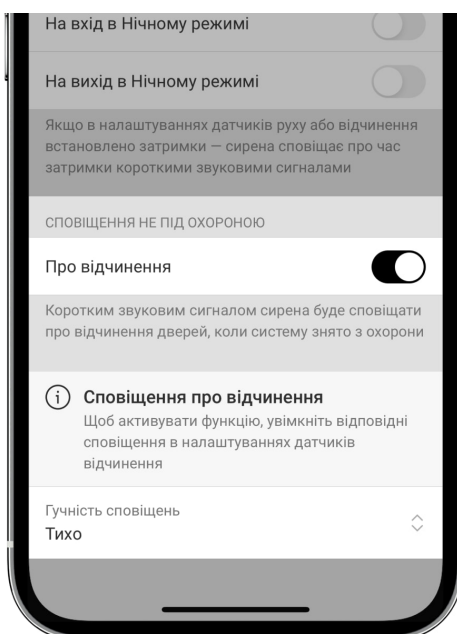 На вхід в Нічному режимі
На вихід в Нічному режимі
Якщо в налаштуваннях датчиків руху або відчинення
встановлено затримки — сирена сповіщає про час
затримки короткими звуковими сигналами
СПОВІЩЕННЯ НЕ ПІД ОХОРОНОЮ
Про відчинення
Коротким звуковим сигналом сирена буде сповіщати
про відчинення дверей, коли систему знято з охорони
Сповіщення про відчинення
Щоб активувати функцію, увімкніть відповідні
сповіщення в налаштуваннях датчиків
відчинення
Гучність сповіщень
Тихо